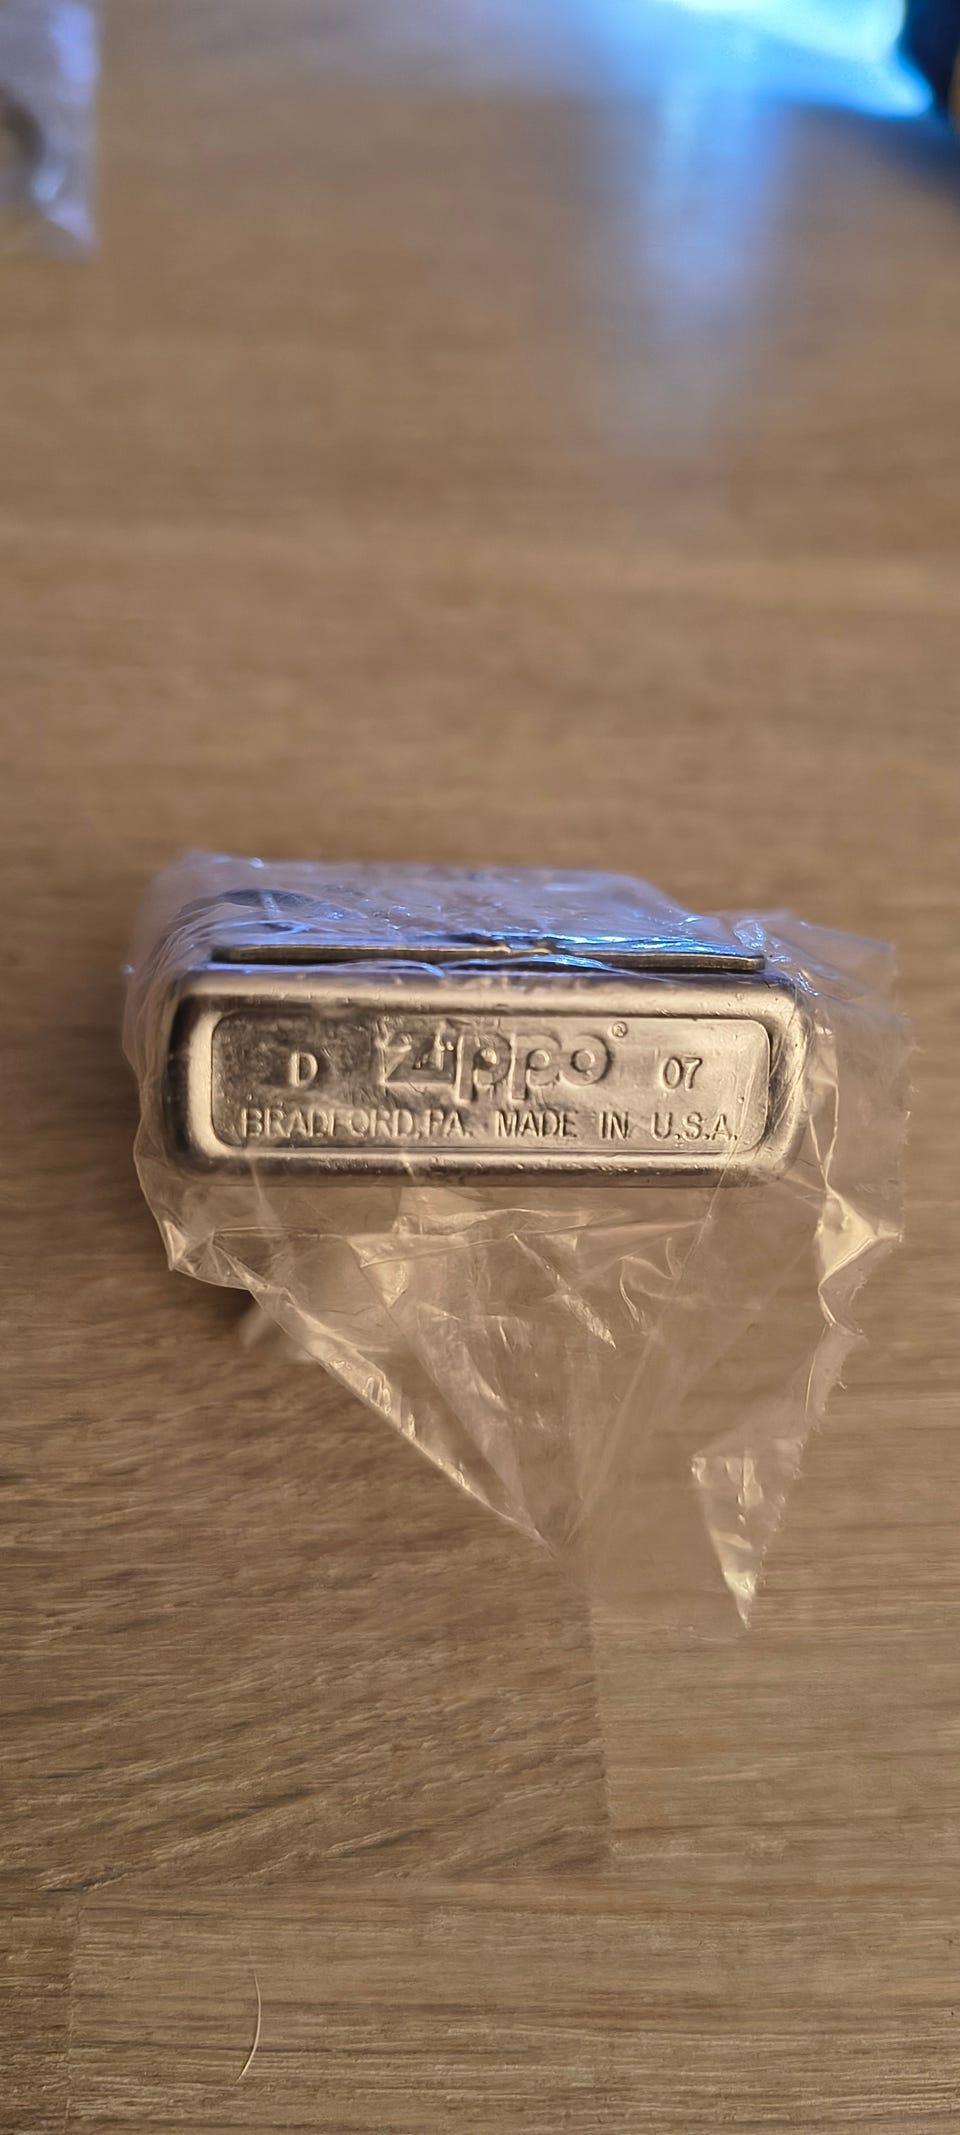 D Zippo® 07
BRADFORD, PA. MADE IN U.S.A.